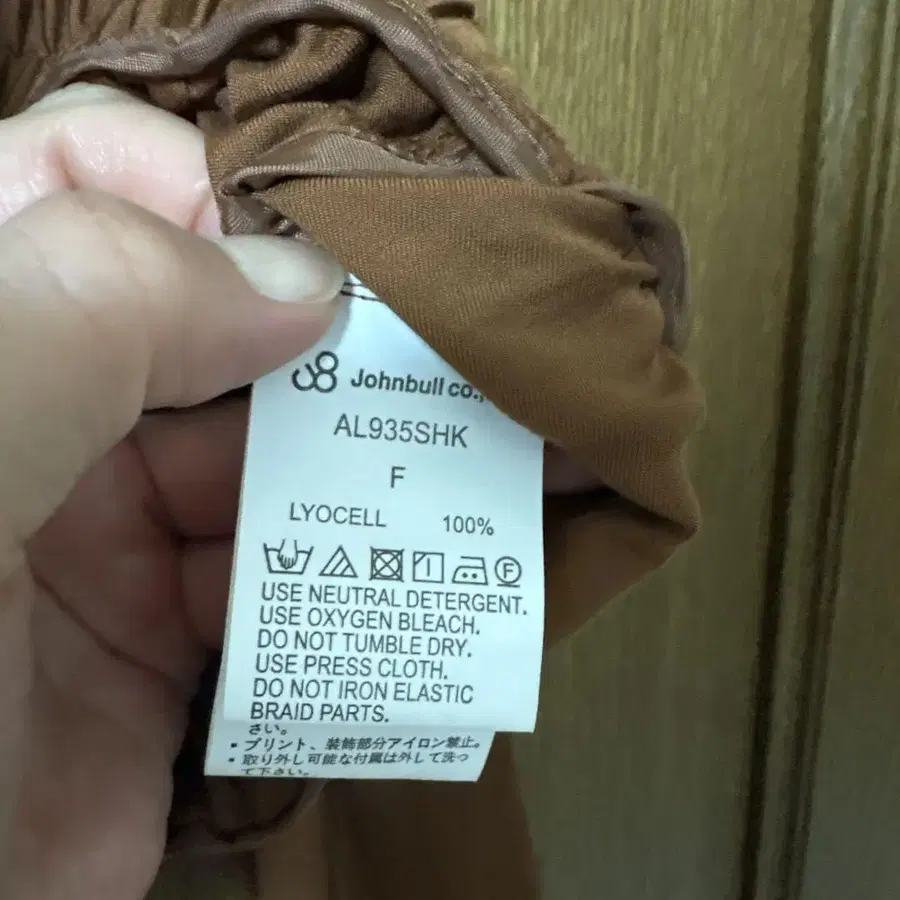 Johnbull co.,
AL935SHK
F
LYOCELL 100%
USE NEUTRAL DETERGENT.
USE OXYGEN BLEACH.
DO NOT TUMBLE DRY.
USE PRESS CLOTH.
DO NOT IRON ELASTIC
BRAID PARTS.
さい。
・プリント、装飾部分アイロン禁止。
・取り外し可能な付属は外して洗っ
て下さい。